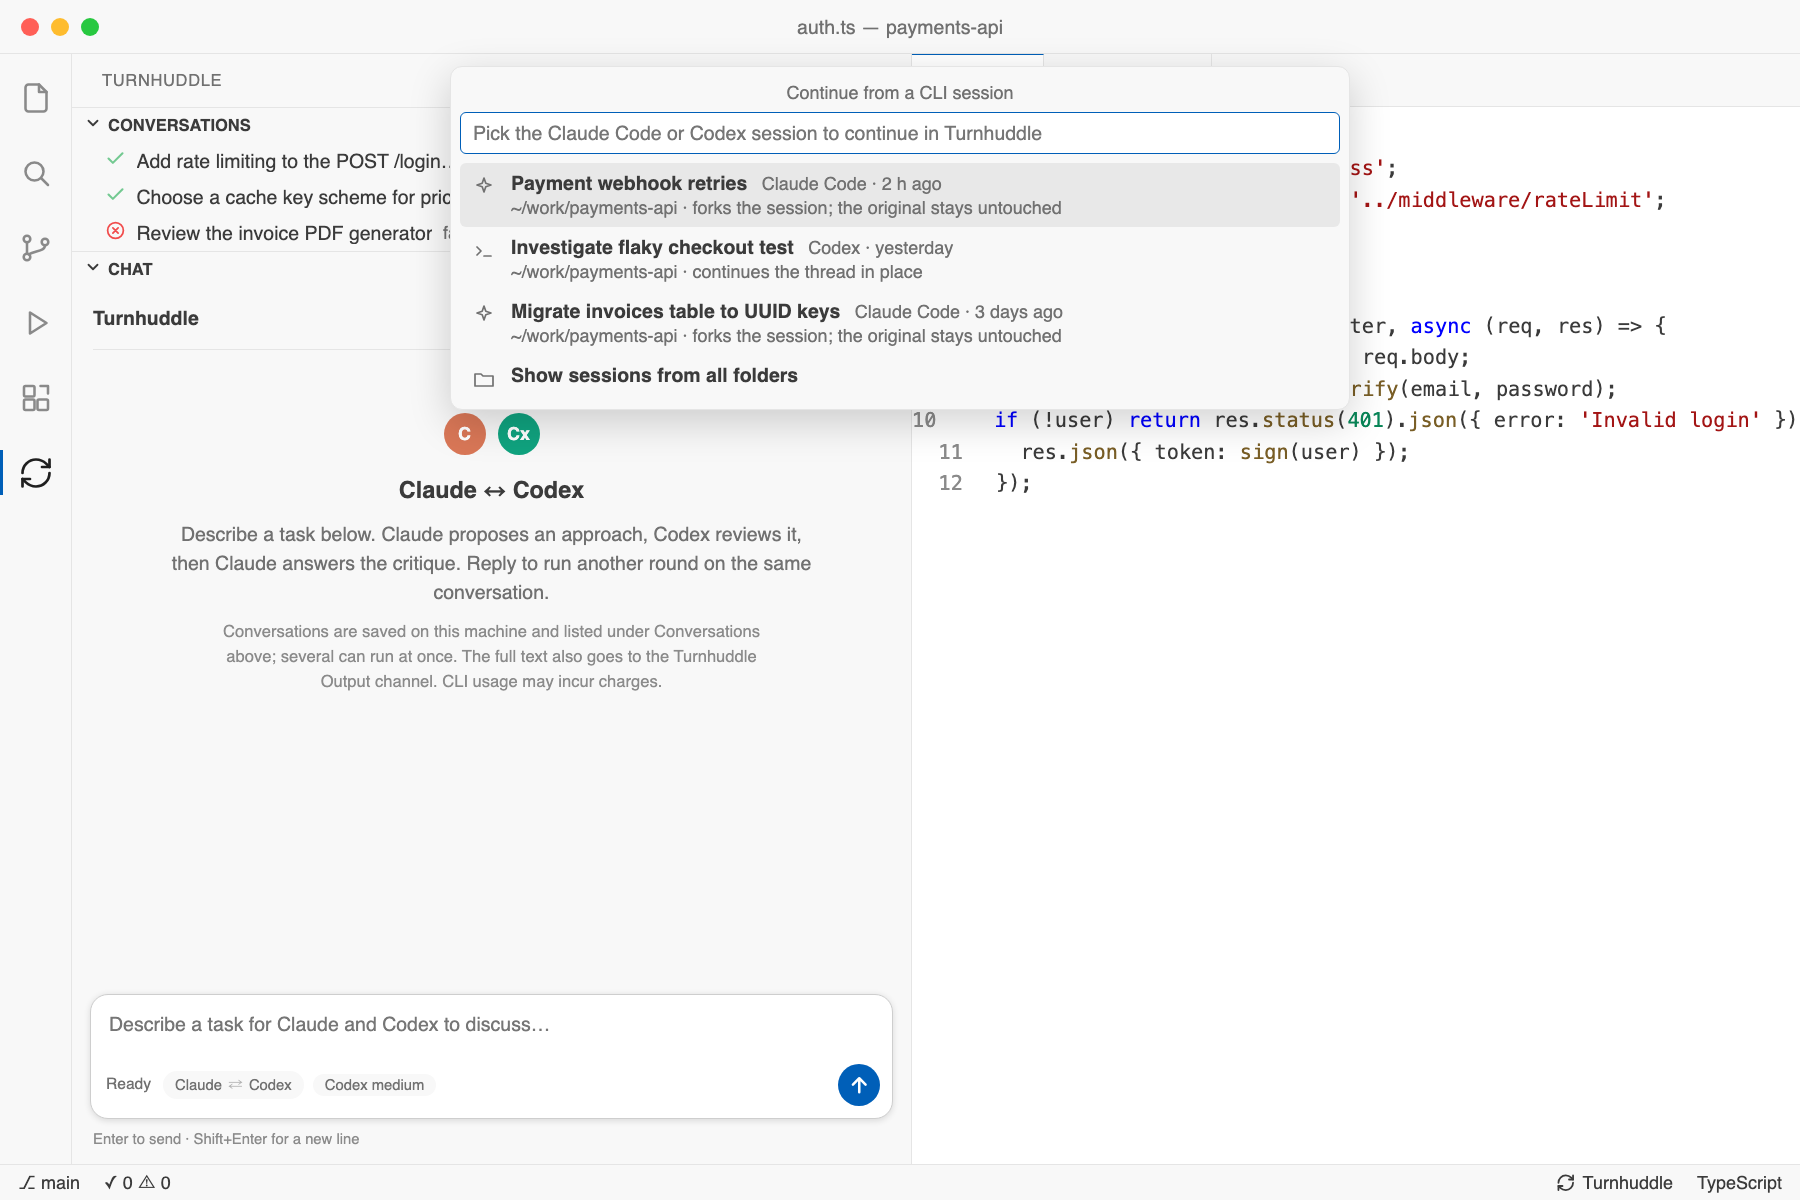 auth.ts — payments-api
TURNHUDDLE
CONVERSATIONS
Add rate limiting to the POST /login…
Choose a cache key scheme for pric
Review the invoice PDF generator
CHAT
Turnhuddle
Continue from a CLI session
Pick the Claude Code or Codex session to continue in Turnhuddle
Payment webhook retries Claude Code · 2 h ago
~/work/payments-api · forks the session; the original stays untouched
Investigate flaky checkout test Codex · yesterday
~/work/payments-api · continues the thread in place
Migrate invoices table to UUID keys Claude Code · 3 days ago
~/work/payments-api · forks the session; the original stays untouched
Show sessions from all folders
C Cx
Claude ↔ Codex
Describe a task below. Claude proposes an approach, Codex reviews it,
then Claude answers the critique. Reply to run another round on the same
conversation.
Conversations are saved on this machine and listed under Conversations
above; several can run at once. The full text also goes to the Turnhuddle
Output channel. CLI usage may incur charges.
Describe a task for Claude and Codex to discuss…
Ready Claude ⇌ Codex Codex medium
Enter to send · Shift+Enter for a new line
ss';
'../middleware/rateLimit';
ter, async (req, res) => {
req.body;
rify(email, password);
10 if (!user) return res.status(401).json({ error: 'Invalid login' })
11 res.json({ token: sign(user) });
12 });
main ✓ 0 ⚠ 0
Turnhuddle TypeScript